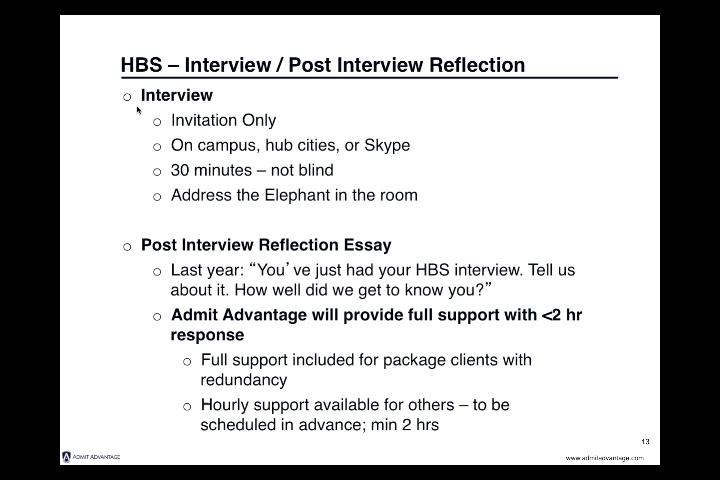 HBS – Interview / Post Interview Reflection
○ Interview
○ Invitation Only
○ On campus, hub cities, or Skype
○ 30 minutes – not blind
○ Address the Elephant in the room
○ Post Interview Reflection Essay
○ Last year: “You’ve just had your HBS interview. Tell us
about it. How well did we get to know you?”
○ Admit Advantage will provide full support with <2 hr
response
○ Full support included for package clients with
redundancy
○ Hourly support available for others – to be
scheduled in advance; min 2 hrs
13
ADMIT ADVANTAGE
www.admitadvantage.com